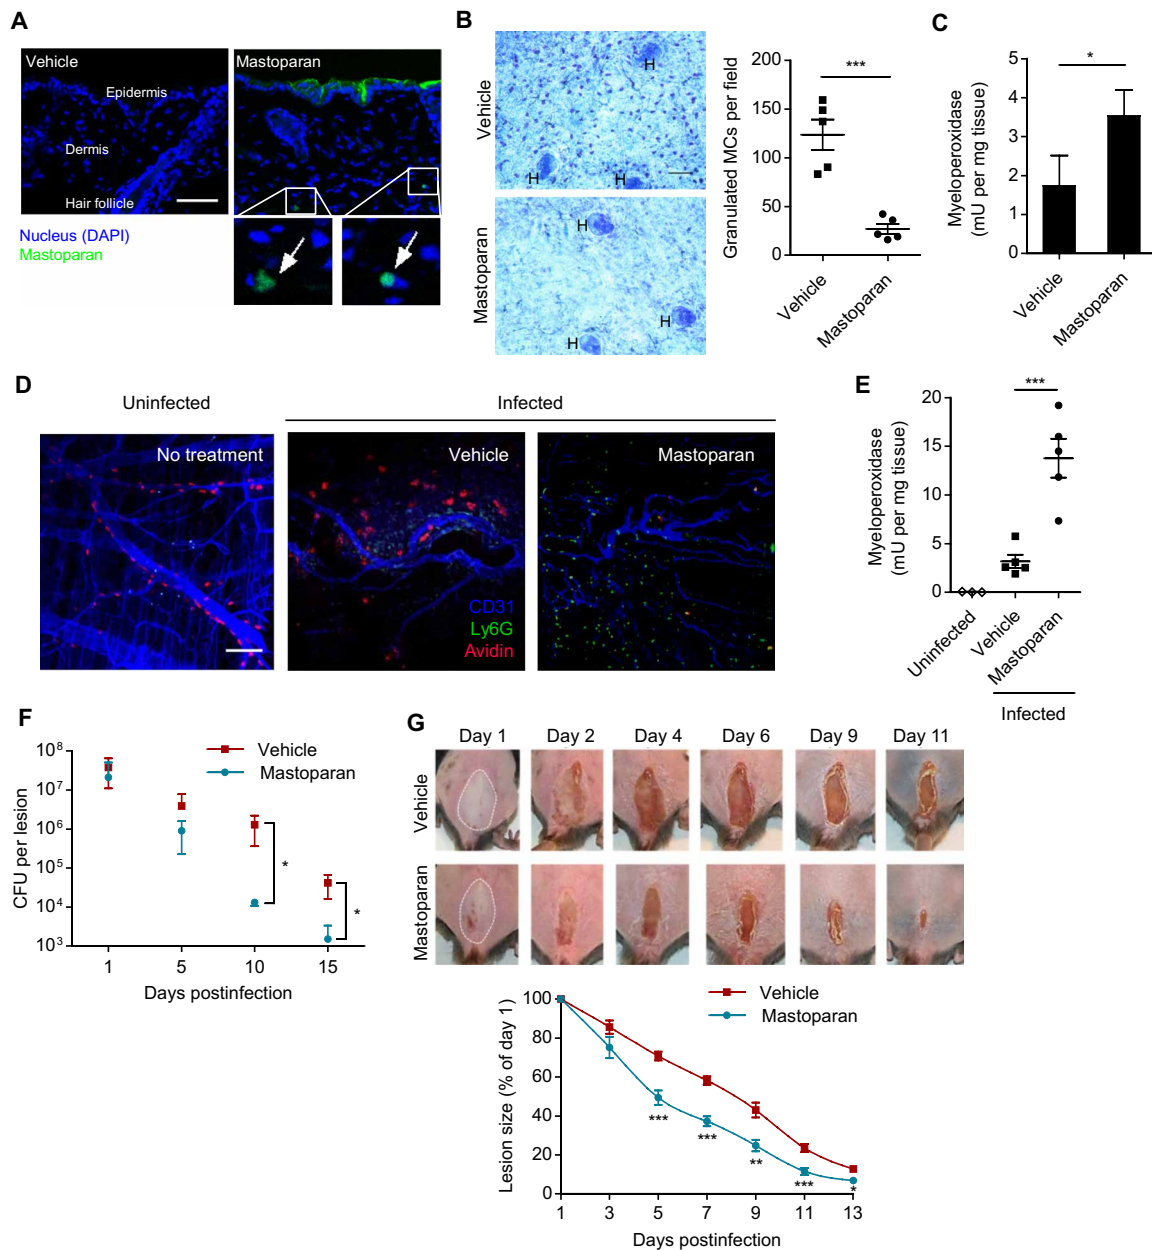 A
Vehicle
Epidermis
Dermis
Hair follicle
Mastoparan
Nucleus (DAPI)
Mastoparan
B
Vehicle
H
H
H
Mastoparan
H
H
H
Granulated MCs per field
200
150
100
50
0
***
Vehicle
Mastoparan
C
Myeloperoxidase
(mU per mg tissue)
5
4
3
2
1
0
*
Vehicle
Mastoparan
D
Uninfected
Infected
No treatment
Vehicle
Mastoparan
CD31
Ly6G
Avidin
E
Myeloperoxidase
(mU per mg tissue)
20
15
10
5
0
***
Uninfected
Vehicle
Mastoparan
Infected
F
CFU per lesion
10⁸
10⁷
10⁶
10⁵
10⁴
10³
Vehicle
Mastoparan
*
*
1 5 10 15
Days postinfection
G
Day 1 Day 2 Day 4 Day 6 Day 9 Day 11
Vehicle
Mastoparan
Lesion size (% of day 1)
100
80
60
40
20
0
Vehicle
Mastoparan
***
***
**
***
*
1 3 5 7 9 11 13
Days postinfection